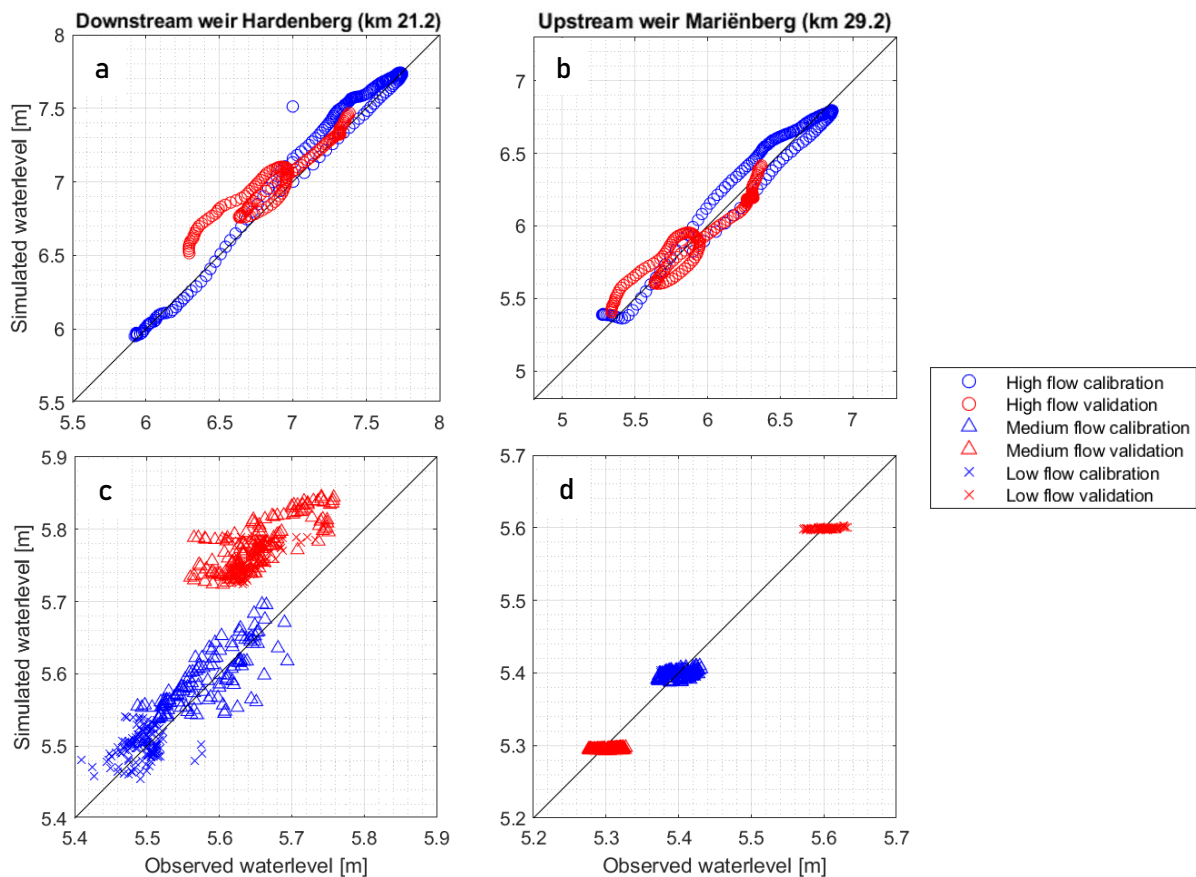 Downstream weir Hardenberg (km 21.2)
Upstream weir Mariënberg (km 29.2)
a
8
7.5
7
6.5
6
5.5
Simulated waterlevel [m]
5.5 6 6.5 7 7.5 8
b
7
6.5
6
5.5
5
5 5.5 6 6.5 7
High flow calibration
High flow validation
Medium flow calibration
Medium flow validation
Low flow calibration
Low flow validation
c
5.9
5.8
5.7
5.6
5.5
5.4
Simulated waterlevel [m]
5.4 5.5 5.6 5.7 5.8 5.9
Observed waterlevel [m]
d
5.7
5.6
5.5
5.4
5.3
5.2
5.2 5.3 5.4 5.5 5.6 5.7
Observed waterlevel [m]